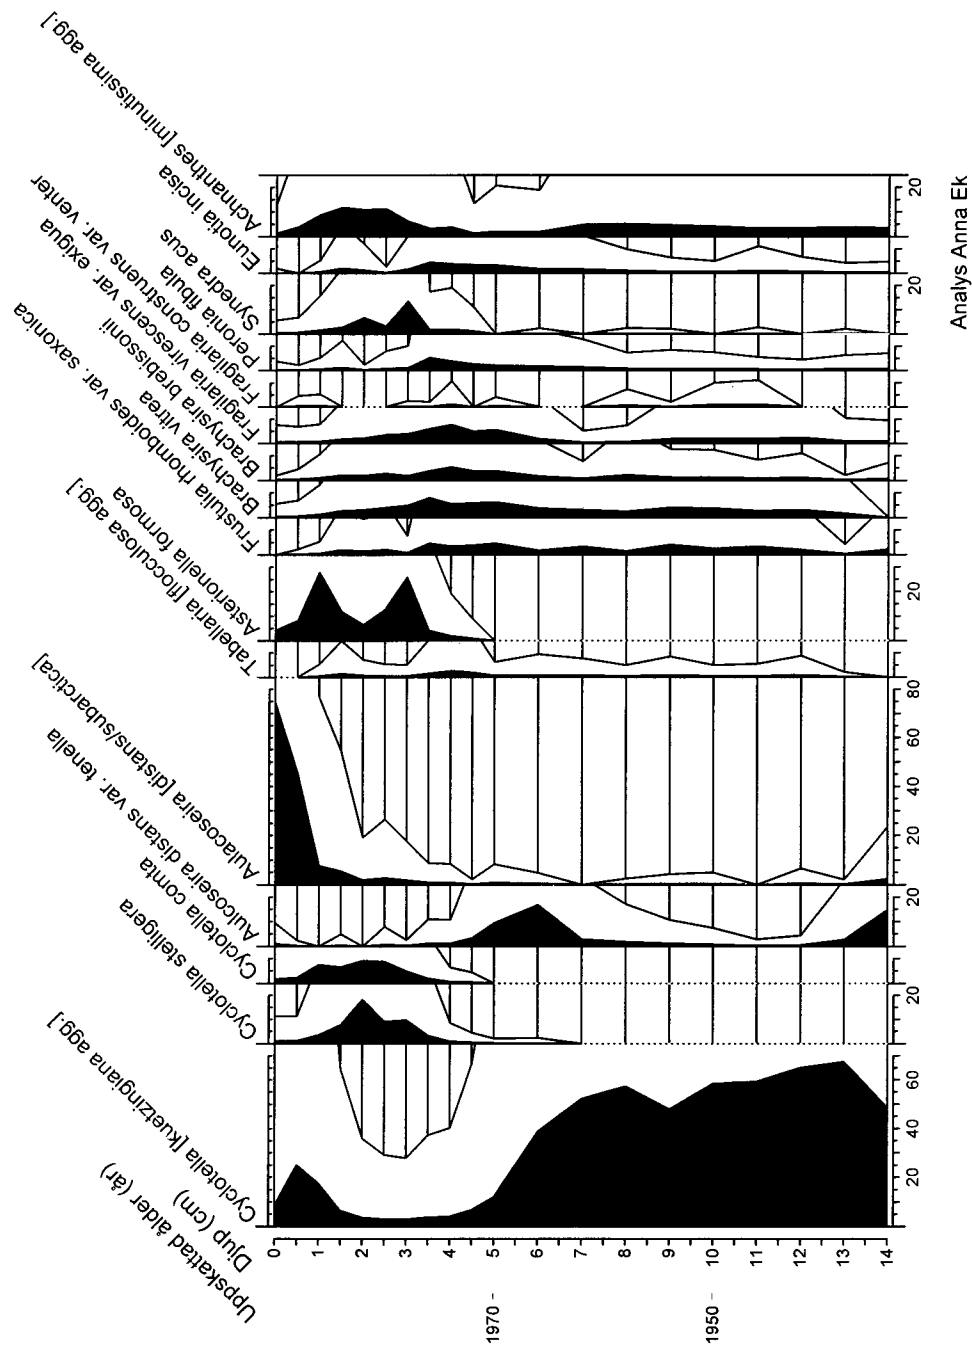 Uppskattad ålder (år)
Djup (cm)
Cyclotella [kuetzingiana agg.]
Cyclotella stelligera
Cyclotella comta
Aulcoseira distans var. tenella
Aulacoseira [distans/subarctica]
Tabellaria [flocculosa agg.]
Asterionella formosa
Frustulia rhomboides var. saxonica
Brachysira vitrea
Brachysira brebissonii
Fragilaria virescens var. exigua
Fragilaria construens var. venter
Peronia fibula
Synedra acus
Eunotia incisa
Achnanthes [minutissima agg.]
0
1
2
3
4
5
6
7
8
9
10
11
12
13
14
1970
1950
20
40
60
20
20
20
40
60
80
20
20
20
Analys Anna Ek